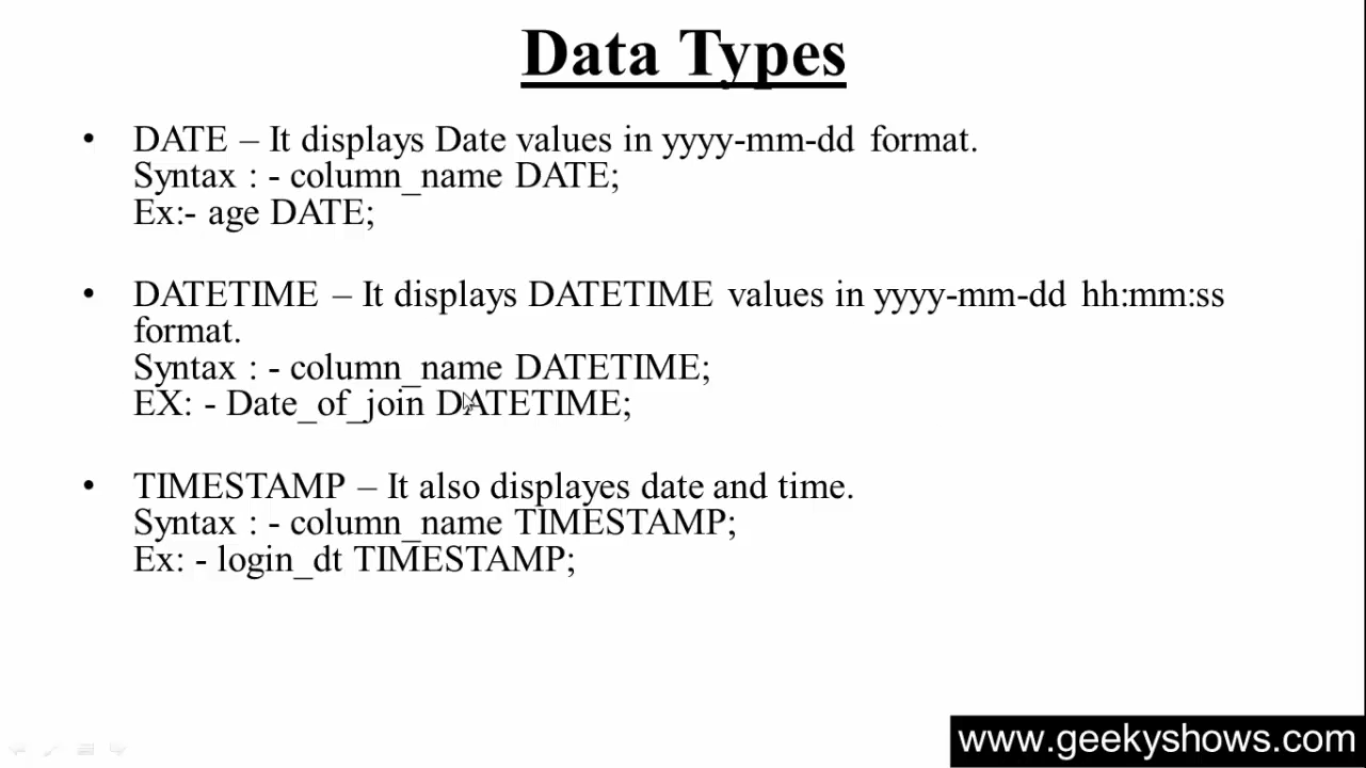 Data Types
• DATE – It displays Date values in yyyy-mm-dd format.
Syntax : - column_name DATE;
Ex:- age DATE;
• DATETIME – It displays DATETIME values in yyyy-mm-dd hh:mm:ss
format.
Syntax : - column_name DATETIME;
EX: - Date_of_join DATETIME;
• TIMESTAMP – It also displayes date and time.
Syntax : - column_name TIMESTAMP;
Ex: - login_dt TIMESTAMP;
www.geekyshows.com